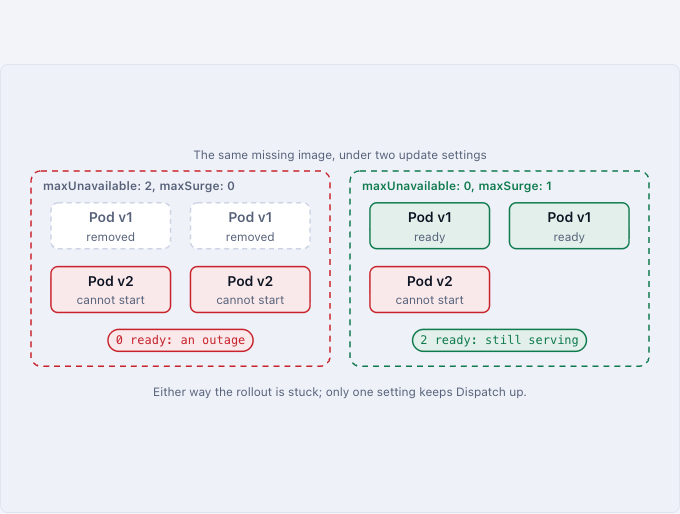 The same missing image, under two update settings
maxUnavailable: 2, maxSurge: 0
Pod v1
removed
Pod v1
removed
Pod v2
cannot start
Pod v2
cannot start
0 ready: an outage
maxUnavailable: 0, maxSurge: 1
Pod v1
ready
Pod v1
ready
Pod v2
cannot start
2 ready: still serving
Either way the rollout is stuck; only one setting keeps Dispatch up.